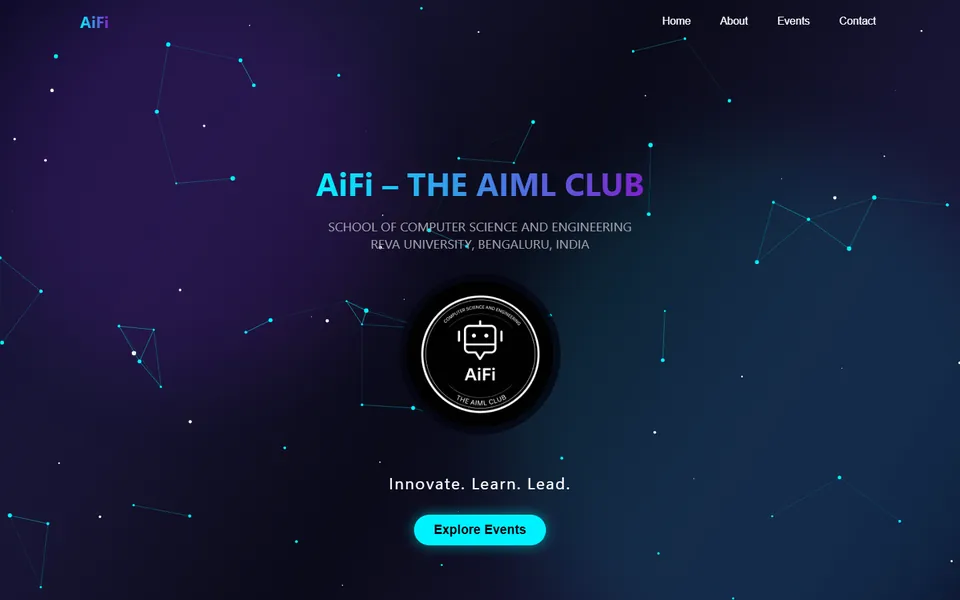 AiFi
Home
About
Events
Contact
AiFi – THE AIML CLUB
SCHOOL OF COMPUTER SCIENCE AND ENGINEERING
REVA UNIVERSITY, BENGALURU, INDIA
COMPUTER SCIENCE AND ENGINEERING
AiFi
THE AIML CLUB
Innovate. Learn. Lead.
Explore Events